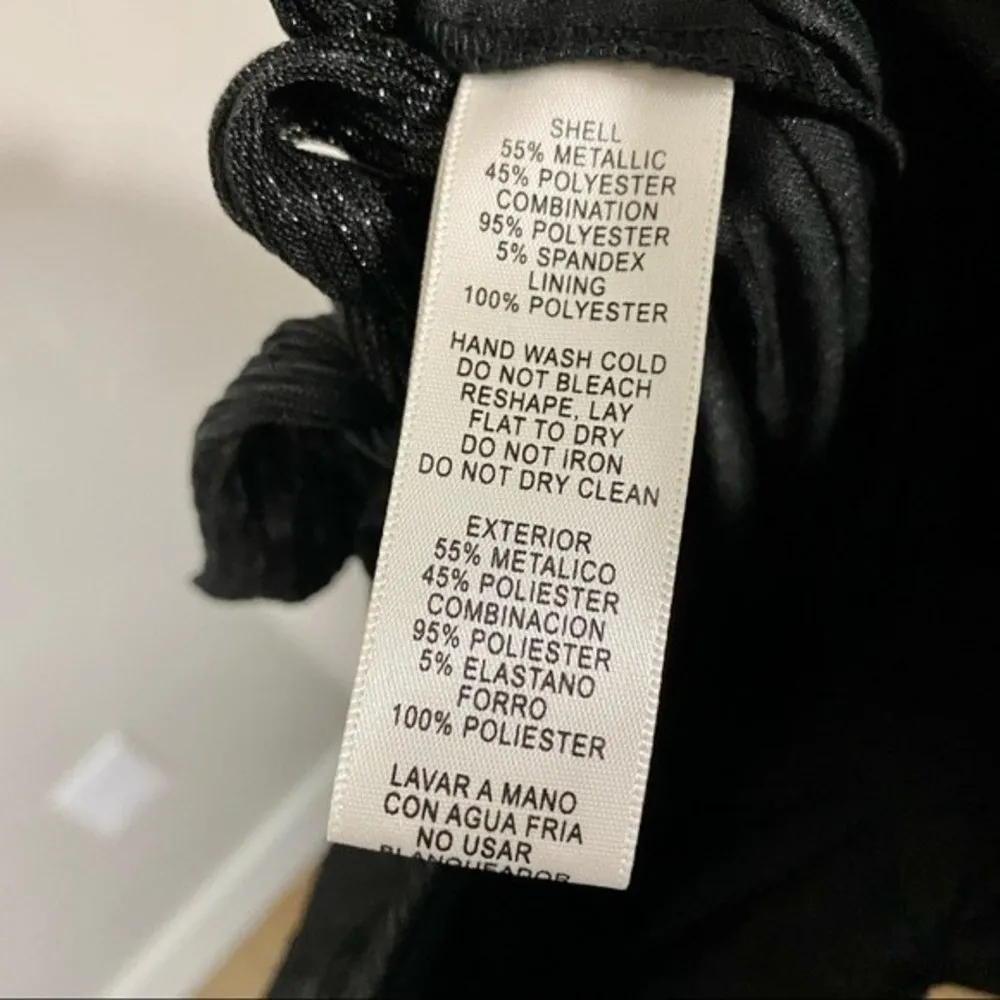 SHELL
55% METALLIC
45% POLYESTER
COMBINATION
95% POLYESTER
5% SPANDEX
LINING
100% POLYESTER
HAND WASH COLD
DO NOT BLEACH
RESHAPE, LAY
FLAT TO DRY
DO NOT IRON
DO NOT DRY CLEAN
EXTERIOR
55% METALICO
45% POLIESTER
COMBINACION
95% POLIESTER
5% ELASTANO
FORRO
100% POLIESTER
LAVAR A MANO
CON AGUA FRIA
NO USAR
BLANQUEADOR